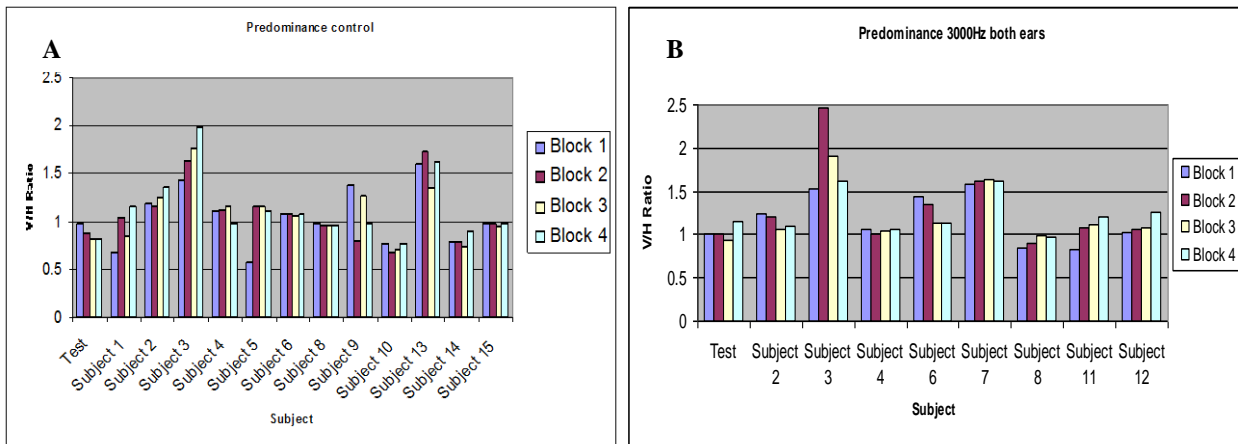 A
Predominance control
2.5
2
1.5
1
0.5
0
V/H Ratio
Test
Subject 1
Subject 2
Subject 3
Subject 4
Subject 5
Subject 6
Subject 8
Subject 9
Subject 10
Subject 13
Subject 14
Subject 15
Subject
Block 1
Block 2
Block 3
Block 4
B
Predominance 3000Hz both ears
2.5
2
1.5
1
0.5
0
V/H Ratio
Test
Subject 2
Subject 3
Subject 4
Subject 6
Subject 7
Subject 8
Subject 11
Subject 12
Subject
Block 1
Block 2
Block 3
Block 4